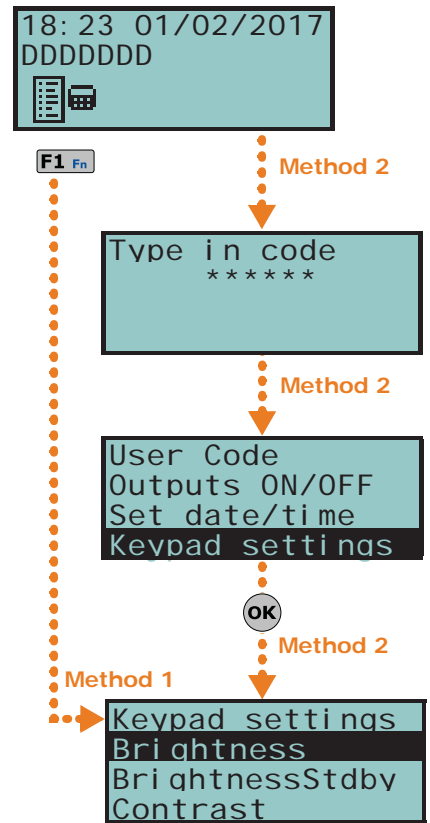 18:23 01/02/2017
DDDDDDD
F1 Fn
Method 2
Type in code
******
Method 2
User Code
Outputs ON/OFF
Set date/time
Keypad settings
OK
Method 2
Method 1
Keypad settings
Brightness
BrightnessStdby
Contrast